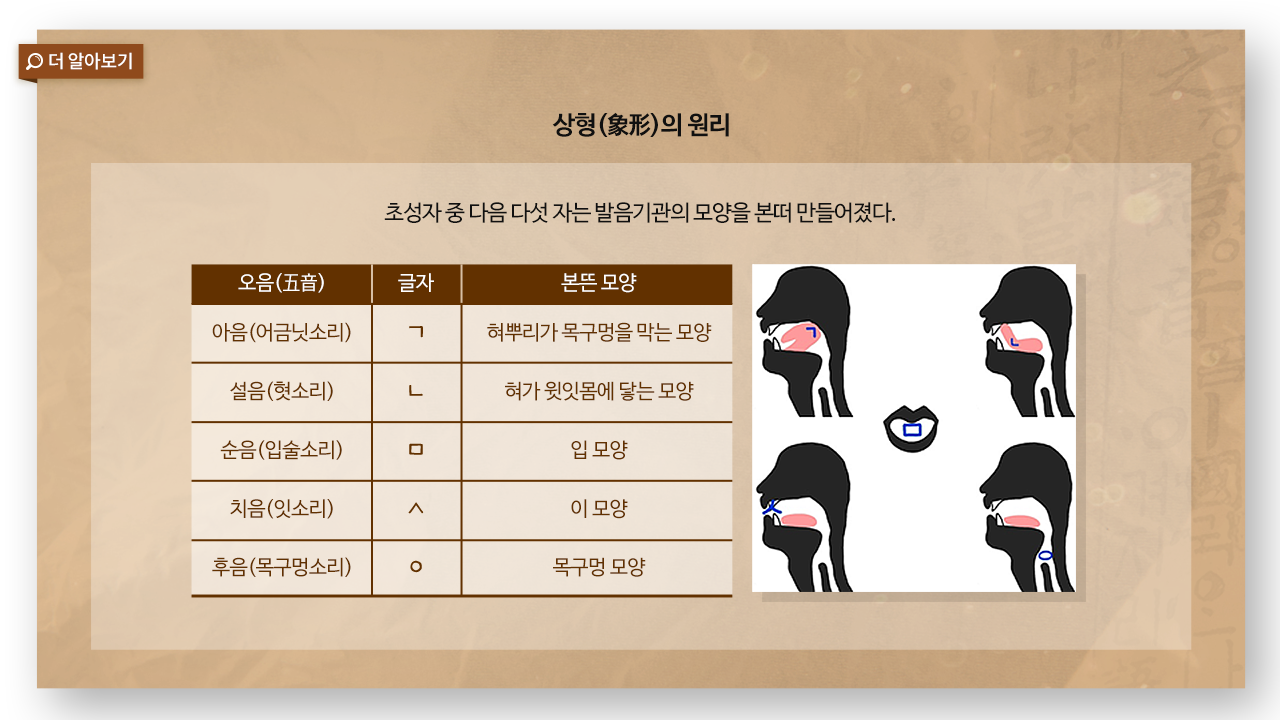 더 알아보기
상형(象形)의 원리
초성자 중 다음 다섯 자는 발음기관의 모양을 본떠 만들어졌다.
오음(五音) 글자 본뜬 모양
아음(어금닛소리) ㄱ 혀뿌리가 목구멍을 막는 모양
설음(혓소리) ㄴ 혀가 윗잇몸에 닿는 모양
순음(입술소리) ㅁ 입 모양
치음(잇소리) ㅅ 이 모양
후음(목구멍소리) ㅇ 목구멍 모양
ㄱ
ㄴ
ㅁ
ㅅ
ㅇ